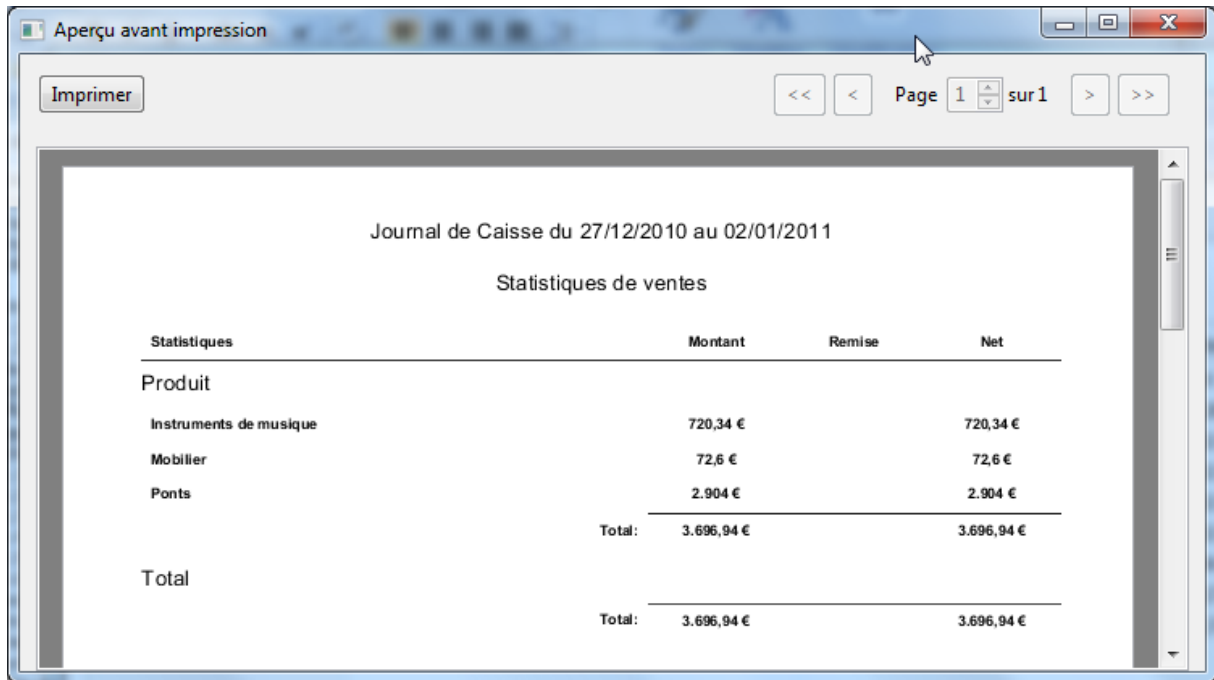 Aperçu avant impression
Imprimer << < Page 1 sur 1 > >>
Journal de Caisse du 27/12/2010 au 02/01/2011
Statistiques de ventes
Statistiques Montant Remise Net
Produit
Instruments de musique 720,34 € 720,34 €
Mobilier 72,6 € 72,6 €
Ponts 2.904 € 2.904 €
Total: 3.696,94 € 3.696,94 €
Total
Total: 3.696,94 € 3.696,94 €